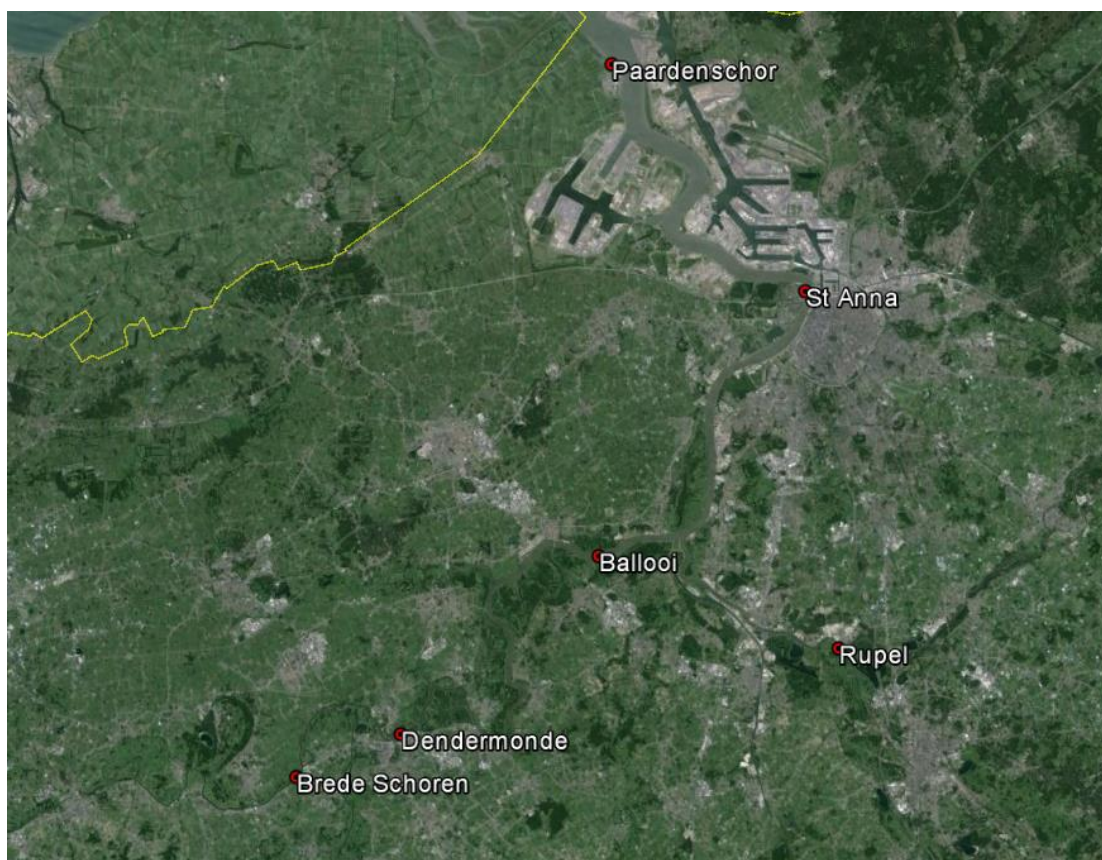 Paardenschor
St Anna
Ballooi
Rupel
Dendermonde
Brede Schoren